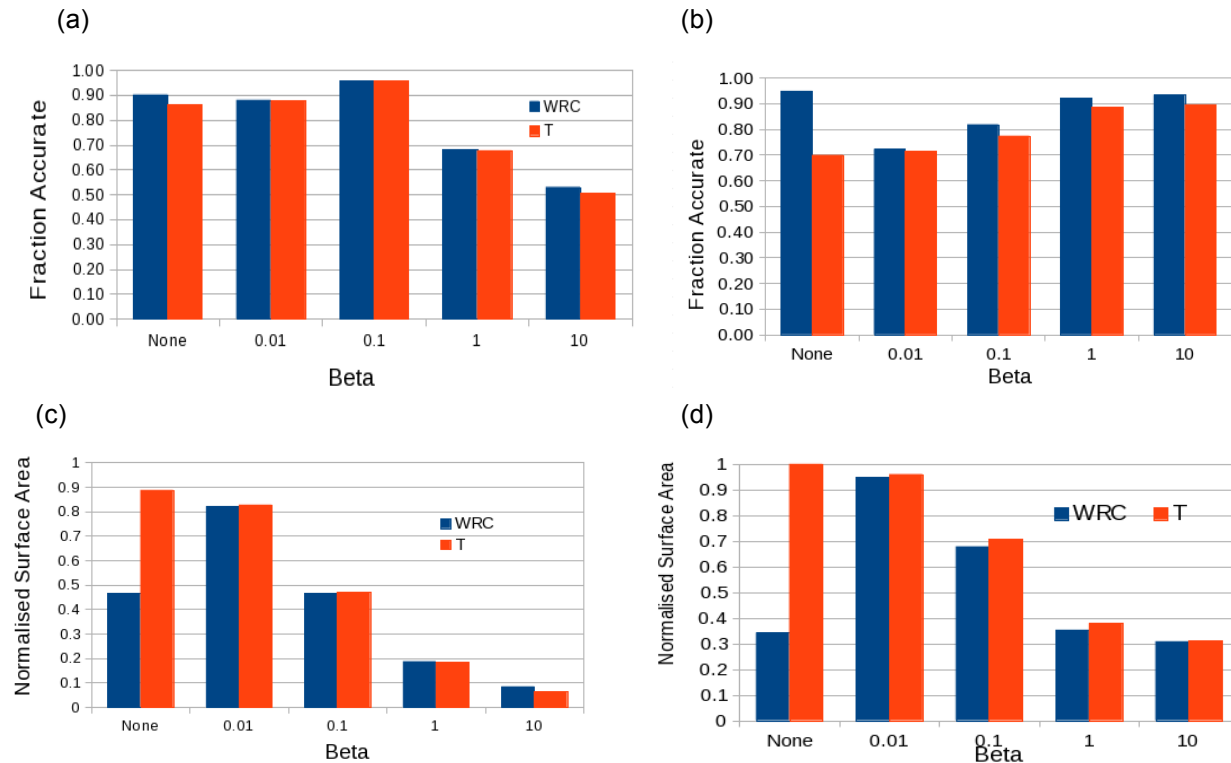 (a)
Fraction Accurate
1.00
0.90
0.80
0.70
0.60
0.50
0.40
0.30
0.20
0.10
0.00
WRC
T
None 0.01 0.1 1 10
Beta
(b)
Fraction Accurate
1.00
0.90
0.80
0.70
0.60
0.50
0.40
0.30
0.20
0.10
0.00
None 0.01 0.1 1 10
Beta
(c)
Normalised Surface Area
1
0.9
0.8
0.7
0.6
0.5
0.4
0.3
0.2
0.1
0
WRC
T
None 0.01 0.1 1 10
Beta
(d)
Normalised Surface Area
1
0.9
0.8
0.7
0.6
0.5
0.4
0.3
0.2
0.1
0
WRC T
None 0.01 0.1 1 10
Beta